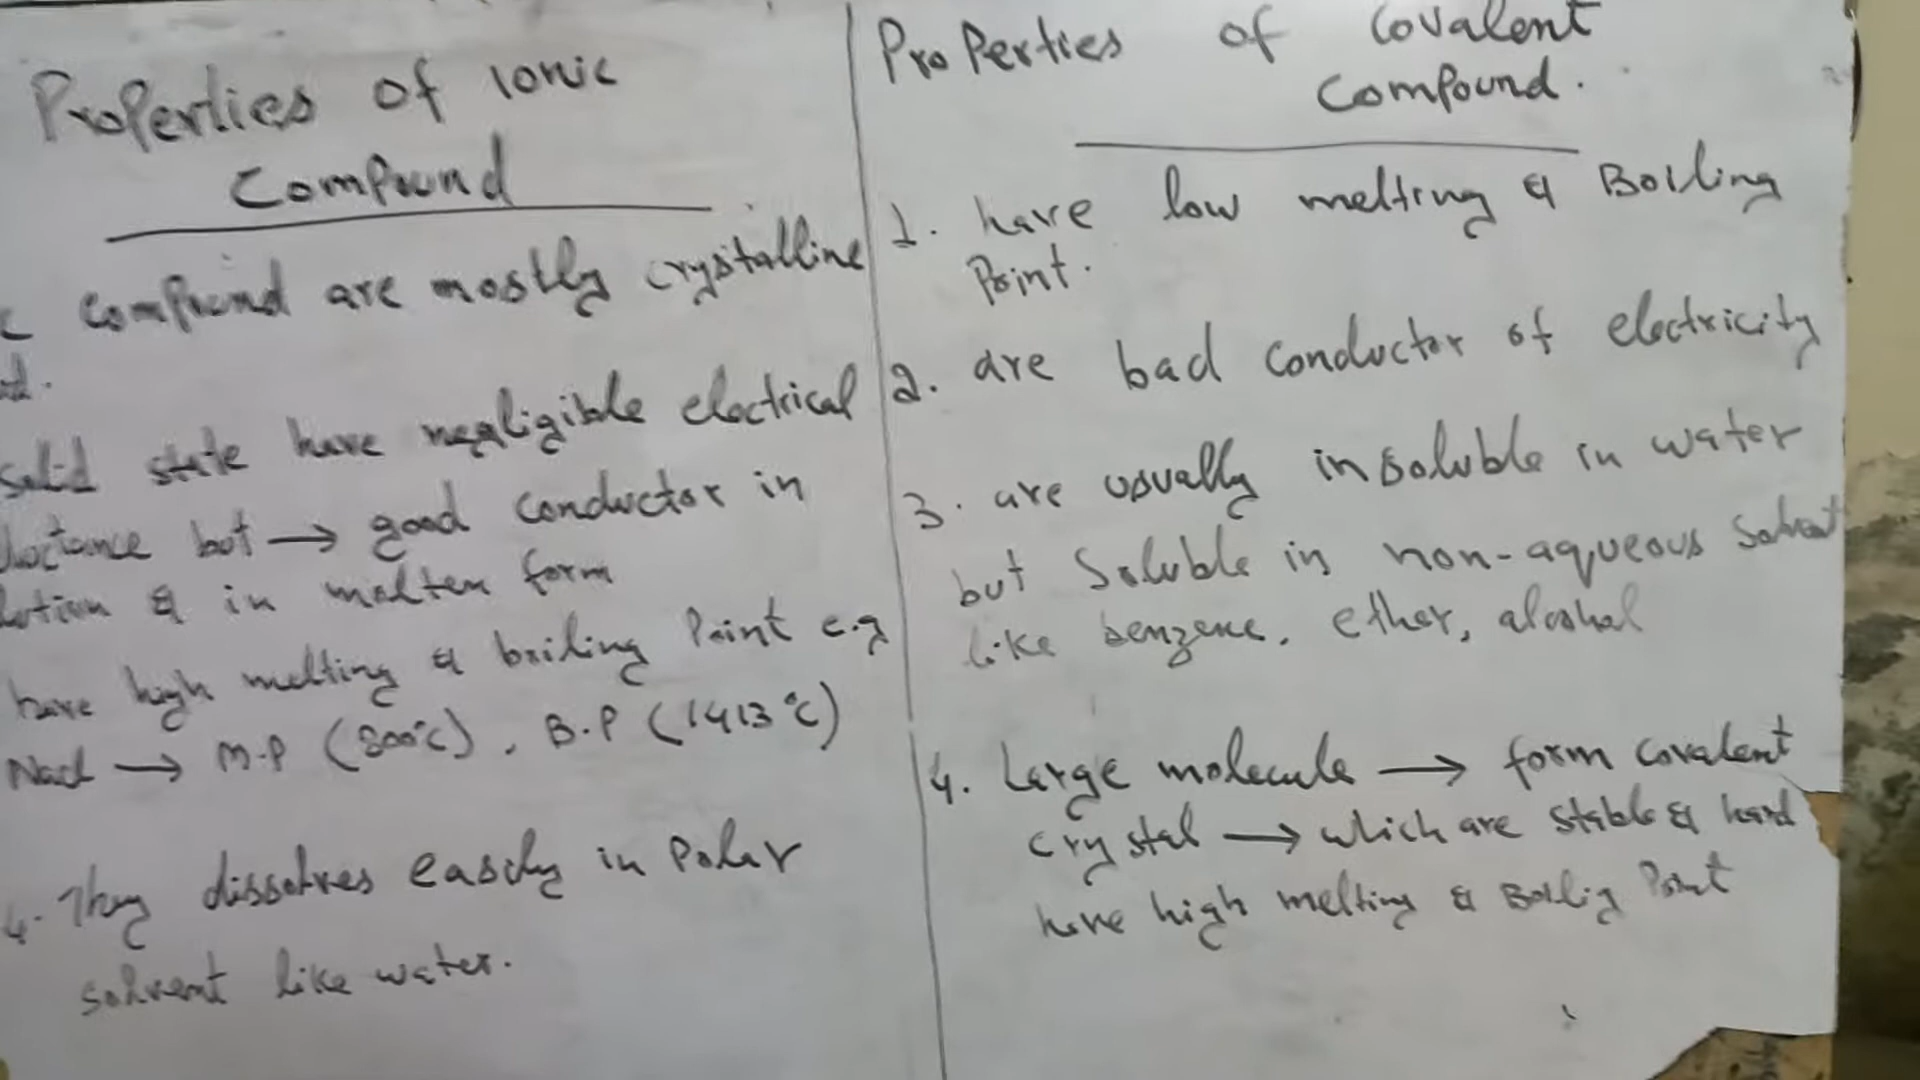 Properties of ionic
Compound
compound are mostly crystalline
solid state have negligible electrical
ductance but → good conductor in
lution & in molten form
have high melting & boiling Point e.g
Nacl → M.P (800°C), B.P (1413°C)
4. They dissolves easily in Polar
solvent like water.
Properties of Covalent
Compound.
1. have low melting & Boiling
Point.
2. are bad conductor of electricity
3. are usually insoluble in water
but Soluble in non-aqueous Solvent
like benzene, ether, alcohol
4. Large molecule → form covalent
crystal → which are stable & hard
have high melting & Boilig Point